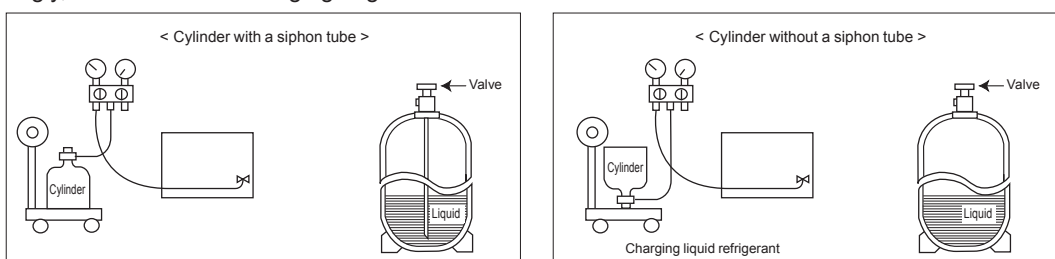 < Cylinder with a siphon tube >
Valve
Cylinder
Liquid
< Cylinder without a siphon tube >
Valve
Cylinder
Liquid
Charging liquid refrigerant